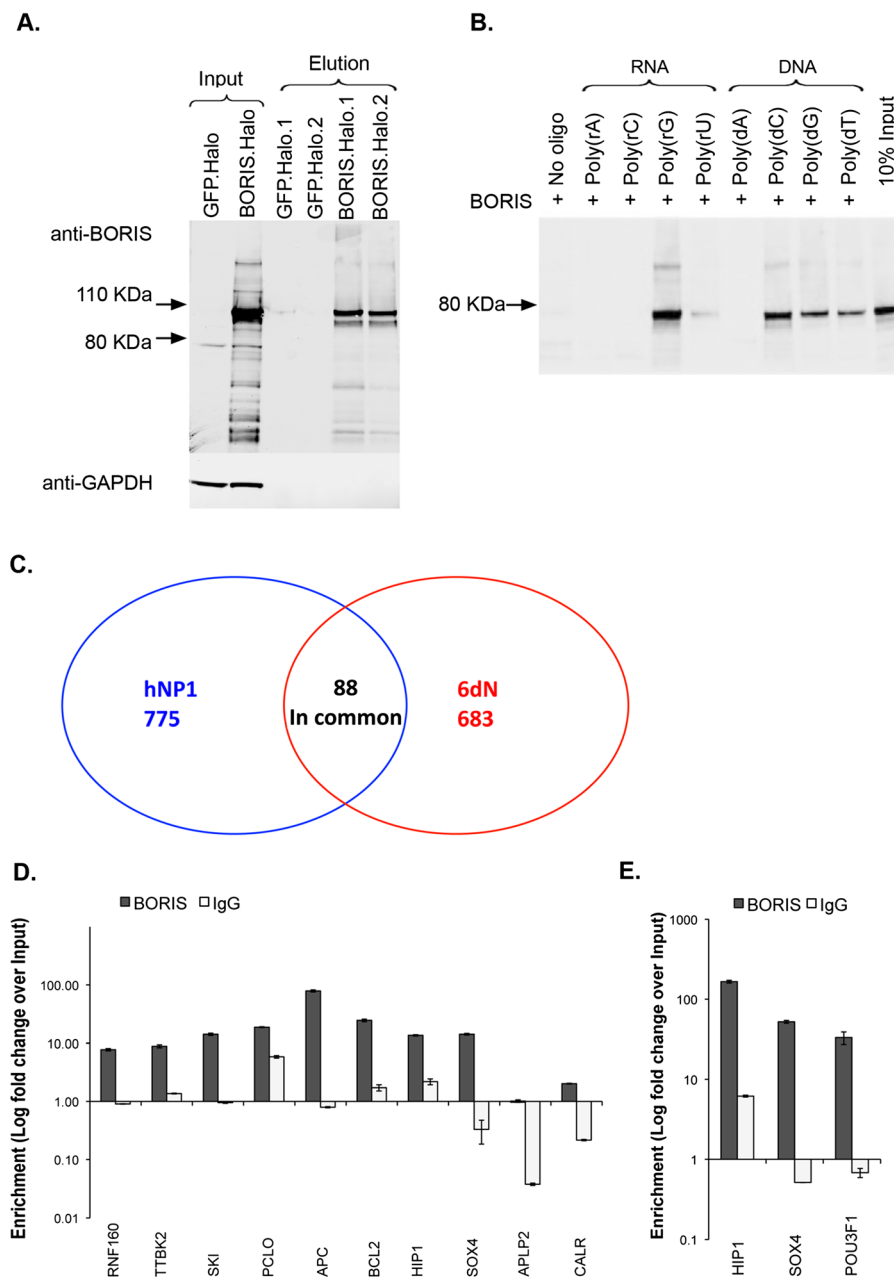 A.
Input
Elution
GFP.Halo
BORIS.Halo
GFP.Halo.1
GFP.Halo.2
BORIS.Halo.1
BORIS.Halo.2
anti-BORIS
110 KDa
80 KDa
anti-GAPDH
B.
RNA
DNA
No oligo
Poly(rA)
Poly(rC)
Poly(rG)
Poly(rU)
Poly(dA)
Poly(dC)
Poly(dG)
Poly(dT)
10% Input
BORIS + + + + + + + + +
80 KDa
C.
hNP1
775
88
In common
6dN
683
D.
BORIS IgG
Enrichment (Log fold change over Input)
100.00
10.00
1.00
0.10
0.01
RNF160
TTBK2
SKI
PCLO
APC
BCL2
HIP1
SOX4
APLP2
CALR
E.
BORIS IgG
Enrichment (Log fold change over Input)
1000
100
10
1
0.1
HIP1
SOX4
POU3F1